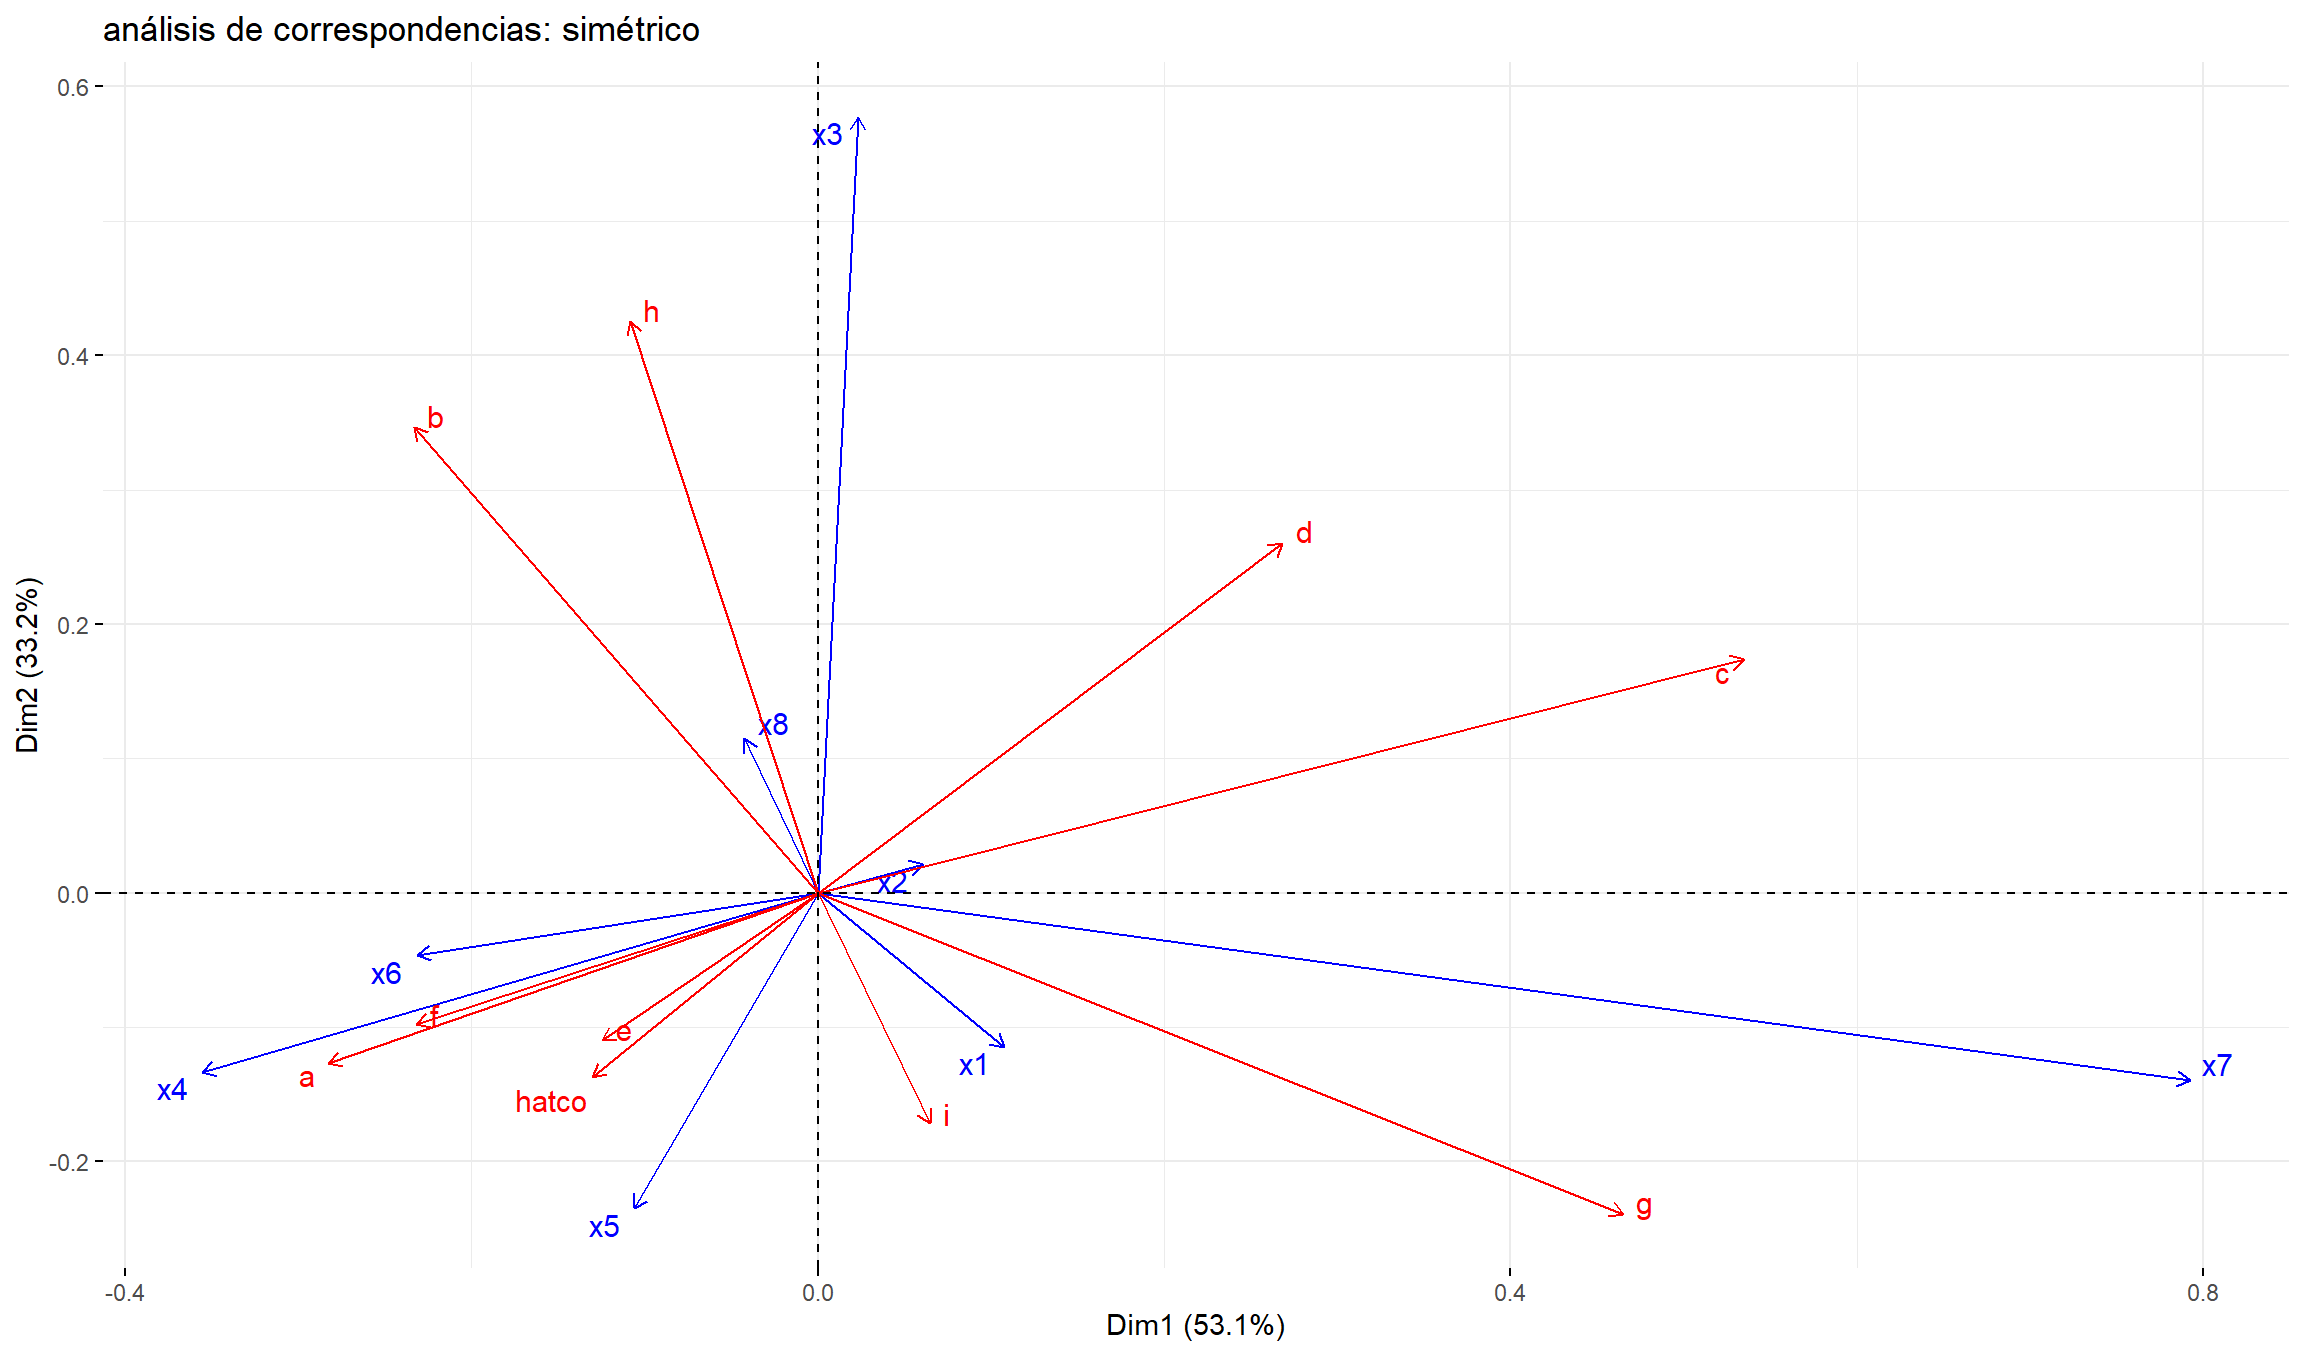 análisis de correspondencias: simétrico
0.6
x3
h
0.4
b
d
0.2
c
x8
Dim2 (33.2%)
x2
0.0
x6
f
e
x1
x7
x4
a
hatco
i
-0.2
x5
g
-0.4
0.0
0.4
0.8
Dim1 (53.1%)